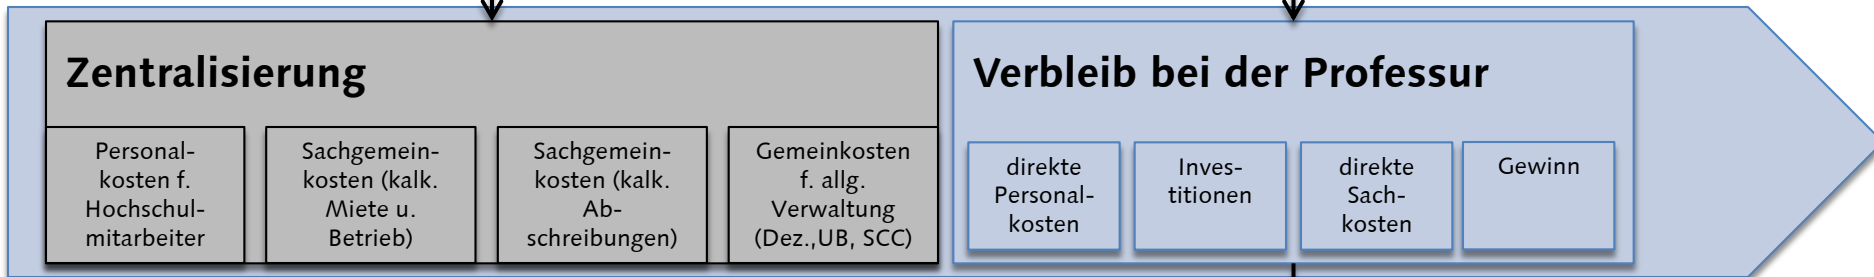 Zentralisierung
Personal-
kosten f.
Hochschul-
mitarbeiter
Sachgemein-
kosten (kalk.
Miete u.
Betrieb)
Sachgemein-
kosten (kalk.
Ab-
schreibungen)
Gemeinkosten
f. allg.
Verwaltung
(Dez.,UB, SCC)
Verbleib bei der Professur
direkte
Personal-
kosten
Inves-
titionen
direkte
Sach-
kosten
Gewinn